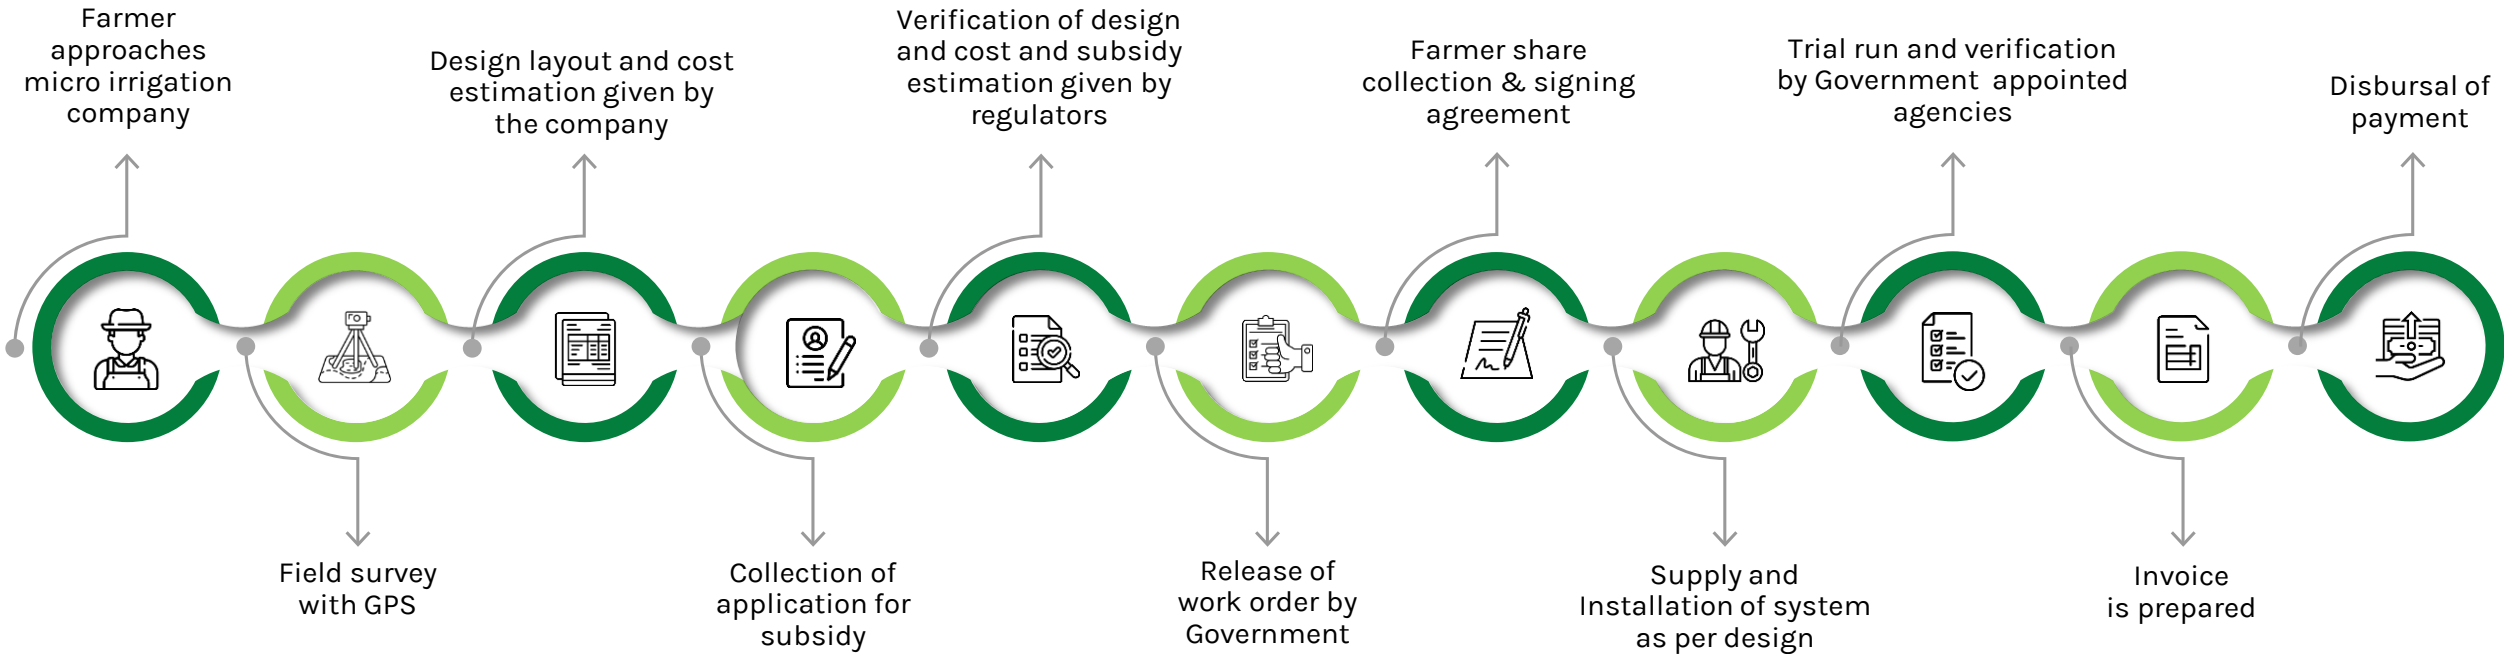 Farmer
approaches
micro irrigation
company
Field survey
with GPS
Design layout and cost
estimation given by
the company
Collection of
application for
subsidy
Verification of design
and cost and subsidy
estimation given by
regulators
Release of
work order by
Government
Farmer share
collection & signing
agreement
Supply and
Installation of system
as per design
Trial run and verification
by Government appointed
agencies
Invoice
is prepared
Disbursal of
payment